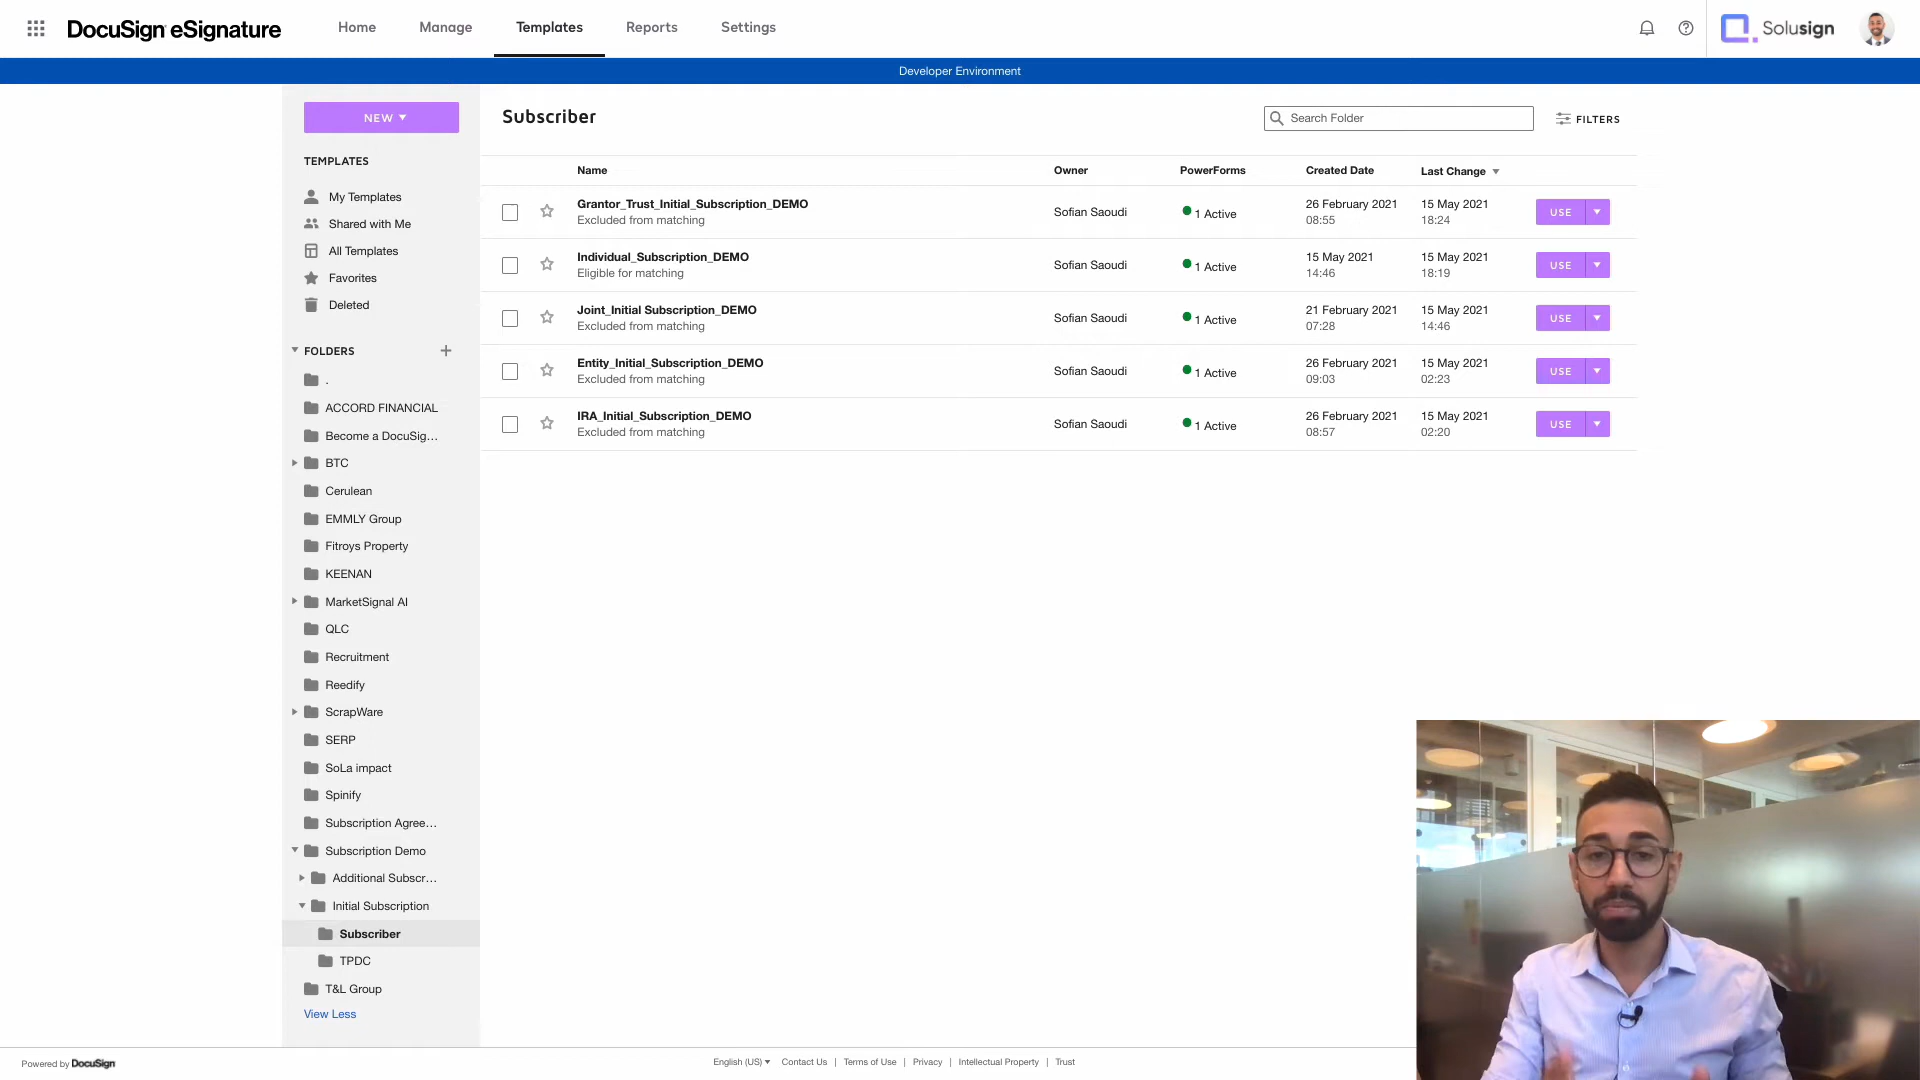 DocuSign eSignature
Home
Manage
Templates
Reports
Settings
Solusign
Developer Environment
NEW
TEMPLATES
My Templates
Shared with Me
All Templates
Favorites
Deleted
FOLDERS
.
ACCORD FINANCIAL
Become a DocuSig...
BTC
Cerulean
EMMLY Group
Fitroys Property
KEENAN
MarketSignal AI
QLC
Recruitment
Reedify
ScrapWare
SERP
SoLa impact
Spinify
Subscription Agree...
Subscription Demo
Additional Subscr...
Initial Subscription
Subscriber
TPDC
T&L Group
View Less
Subscriber
Search Folder
FILTERS
Name Owner PowerForms Created Date Last Change
Grantor_Trust_Initial_Subscription_DEMO Sofian Saoudi 1 Active 26 February 2021 15 May 2021 USE
Excluded from matching 08:55 18:24
Individual_Subscription_DEMO Sofian Saoudi 1 Active 15 May 2021 15 May 2021 USE
Eligible for matching 14:46 18:19
Joint_Initial Subscription_DEMO Sofian Saoudi 1 Active 21 February 2021 15 May 2021 USE
Excluded from matching 07:28 14:46
Entity_Initial_Subscription_DEMO Sofian Saoudi 1 Active 26 February 2021 15 May 2021 USE
Excluded from matching 09:03 02:23
IRA_Initial_Subscription_DEMO Sofian Saoudi 1 Active 26 February 2021 15 May 2021 USE
Excluded from matching 08:57 02:20
Powered by DocuSign
English (US) Contact Us | Terms of Use | Privacy | Intellectual Property | Trust